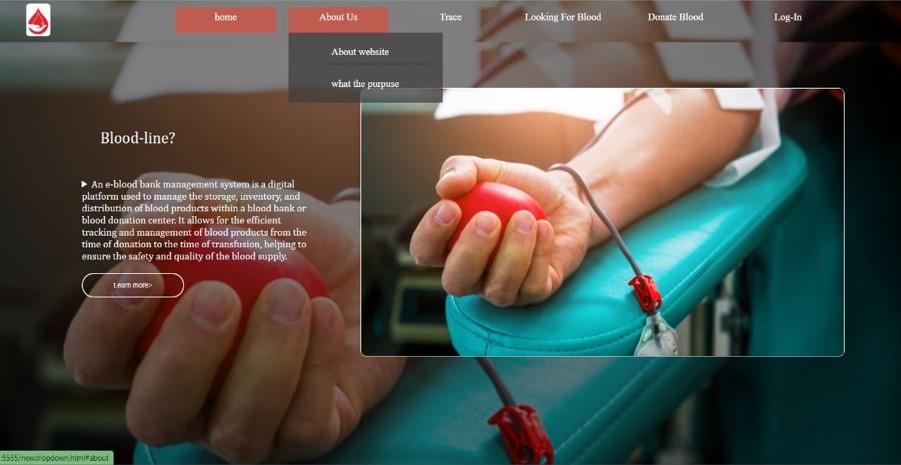 home
About Us
Trace
Looking For Blood
Donate Blood
Log-In
About website
what the purpuse
Blood-line?
An e-blood bank management system is a digital
platform used to manage the storage, inventory, and
distribution of blood products within a blood bank or
blood donation center. It allows for the efficient
tracking and management of blood products from the
time of donation to the time of transfusion, helping to
ensure the safety and quality of the blood supply.
Learn more>
:5555/newdropdown.html#about